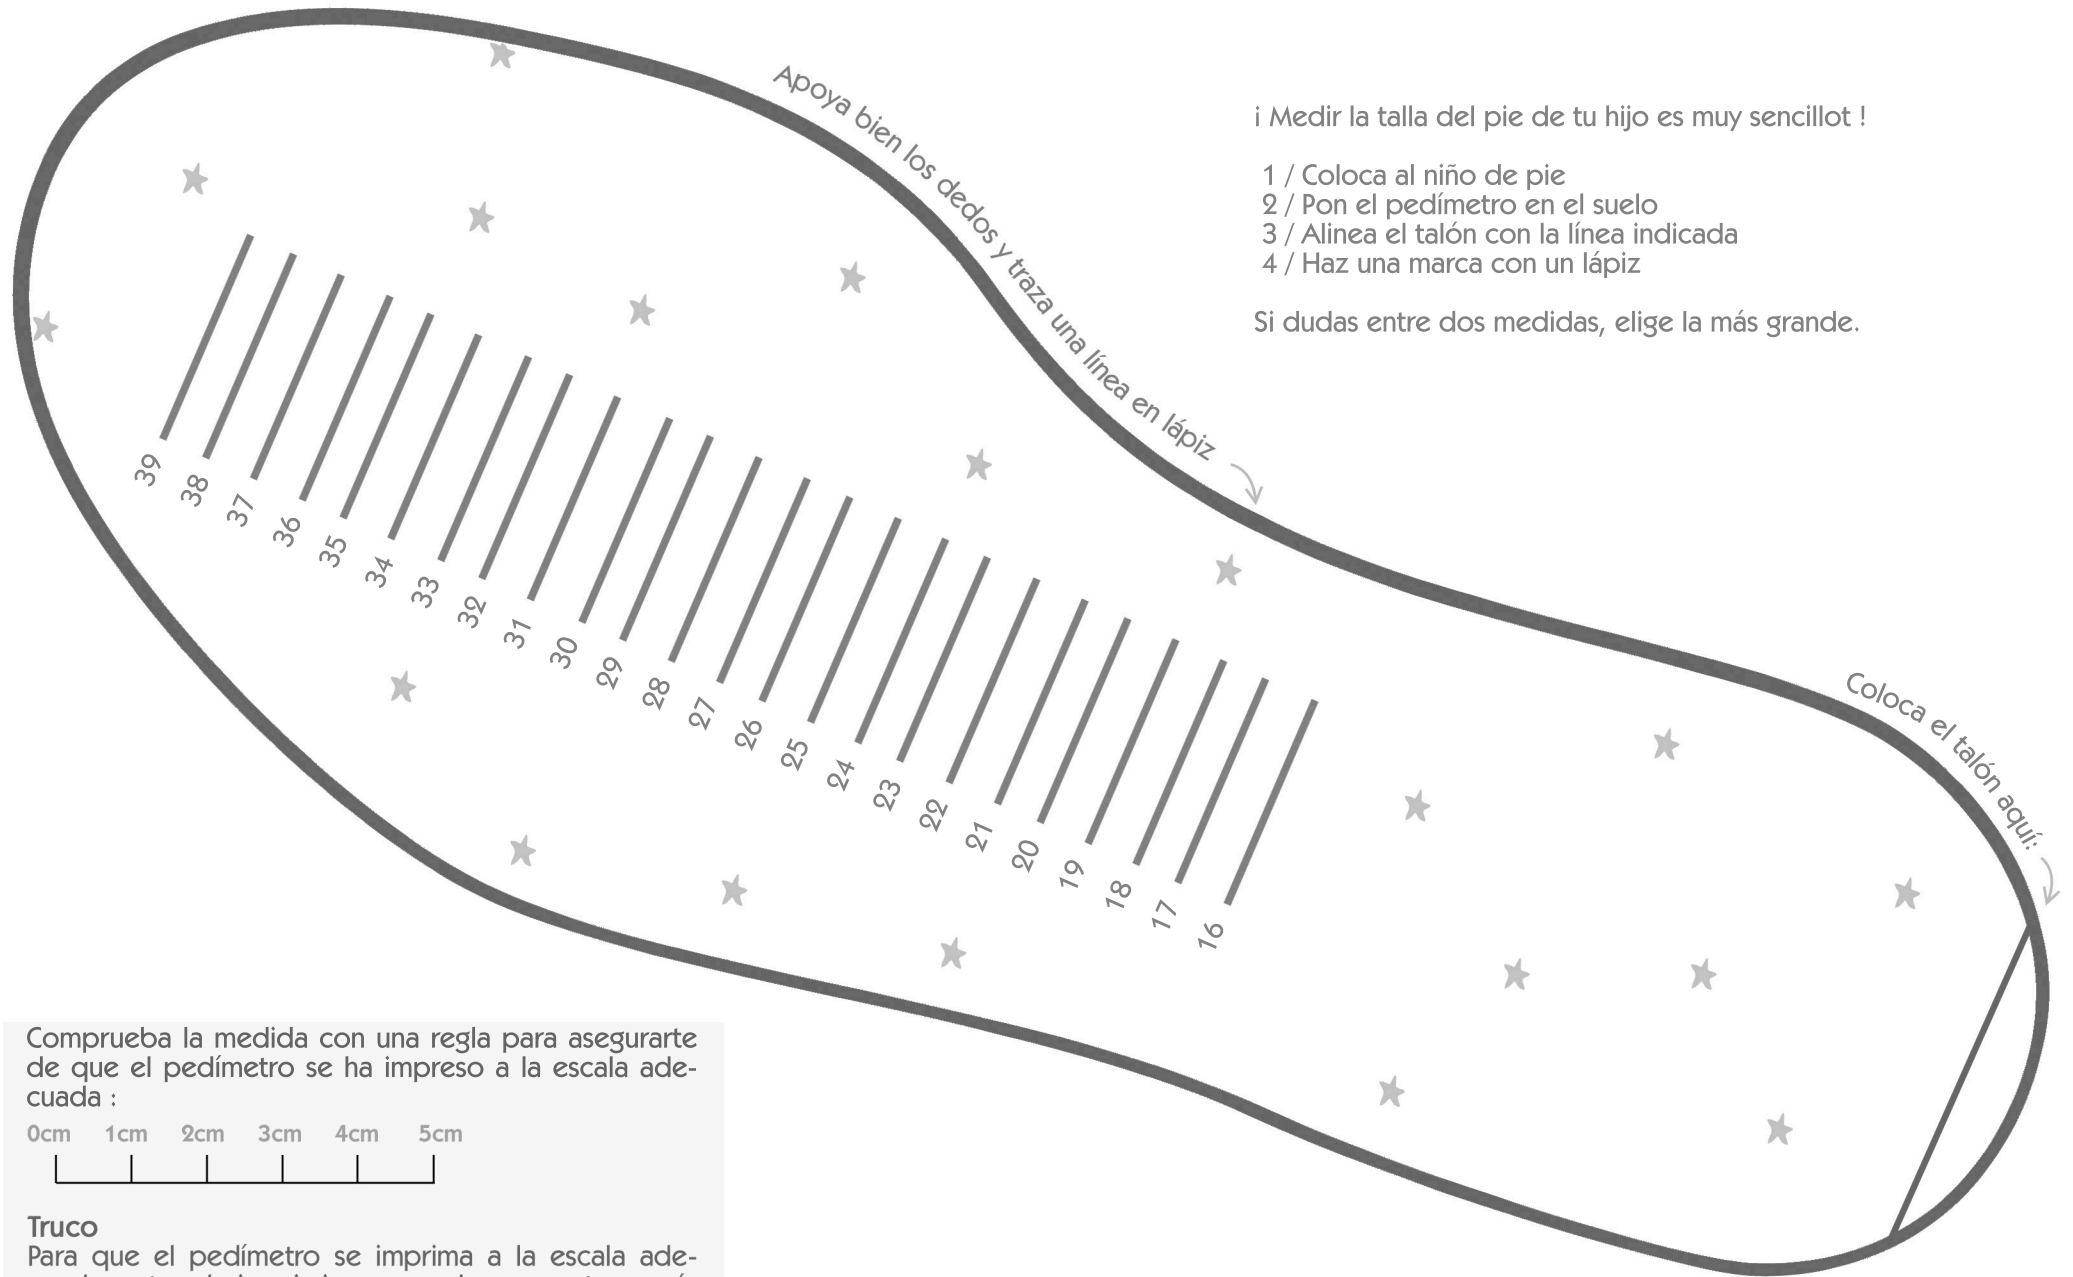 Apoya bien los dedos y traza una línea en lápiz
¡ Medir la talla del pie de tu hijo es muy sencillot !
1 / Coloca al niño de pie
2 / Pon el pedímetro en el suelo
3 / Alinea el talón con la línea indicada
4 / Haz una marca con un lápiz
Si dudas entre dos medidas, elige la más grande.
39
38
37
36
35
34
33
32
31
30
29
28
27
26
25
24
23
22
21
20
19
18
17
16
Coloca el talón aquí:
Comprueba la medida con una regla para asegurarte
de que el pedímetro se ha impreso a la escala ade-
cuada :
0cm 1cm 2cm 3cm 4cm 5cm
Truco
Para que el pedímetro se imprima a la escala ade-